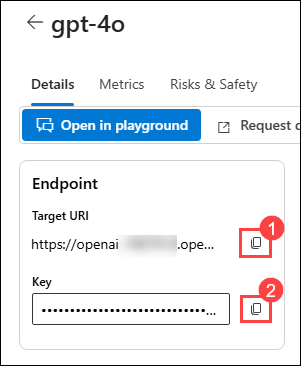 ← gpt-4o
Details Metrics Risks & Safety
Open in playground Request
Endpoint
Target URI
1
https://openai .ope...
Key
2
••••••••••••••••••••••••••••...